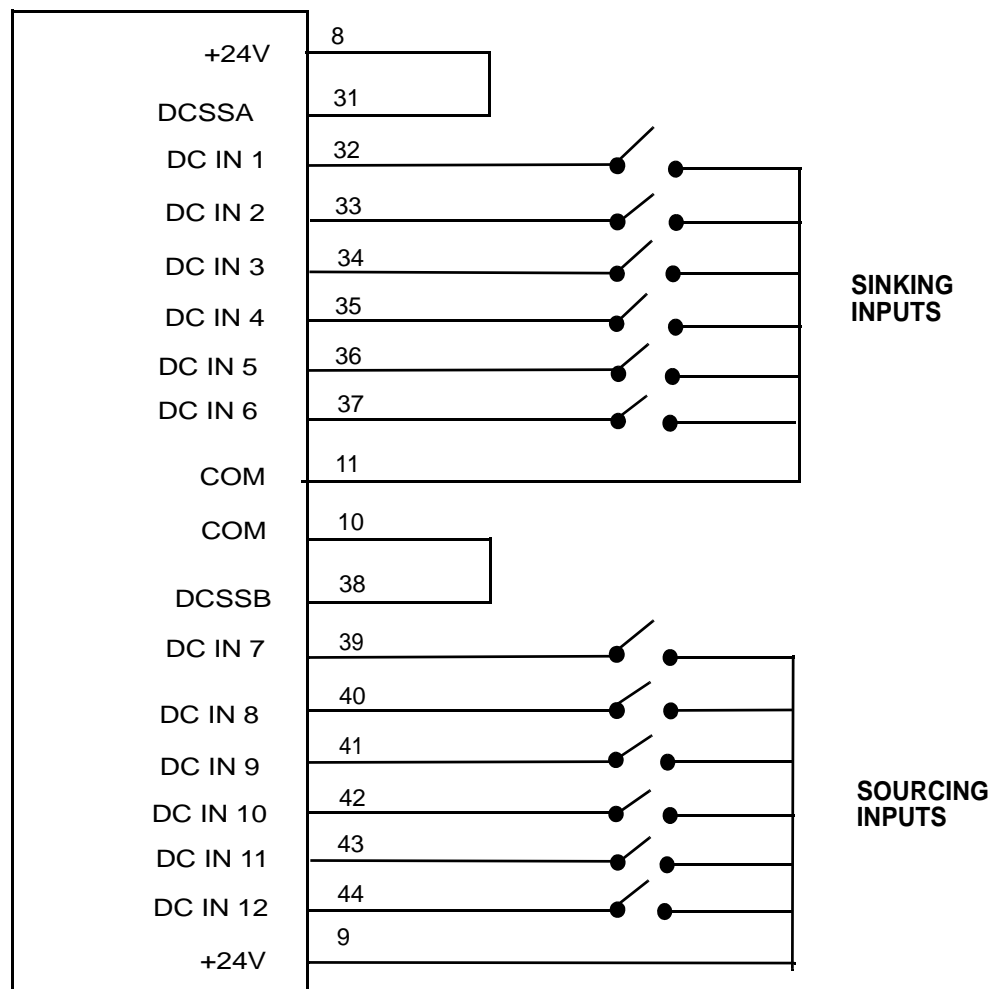 +24V 8
DCSSA 31
DC IN 1 32
DC IN 2 33
DC IN 3 34
DC IN 4 35
DC IN 5 36
DC IN 6 37
COM 11
SINKING
INPUTS
COM 10
DCSSB 38
DC IN 7 39
DC IN 8 40
DC IN 9 41
DC IN 10 42
DC IN 11 43
DC IN 12 44
+24V 9
SOURCING
INPUTS